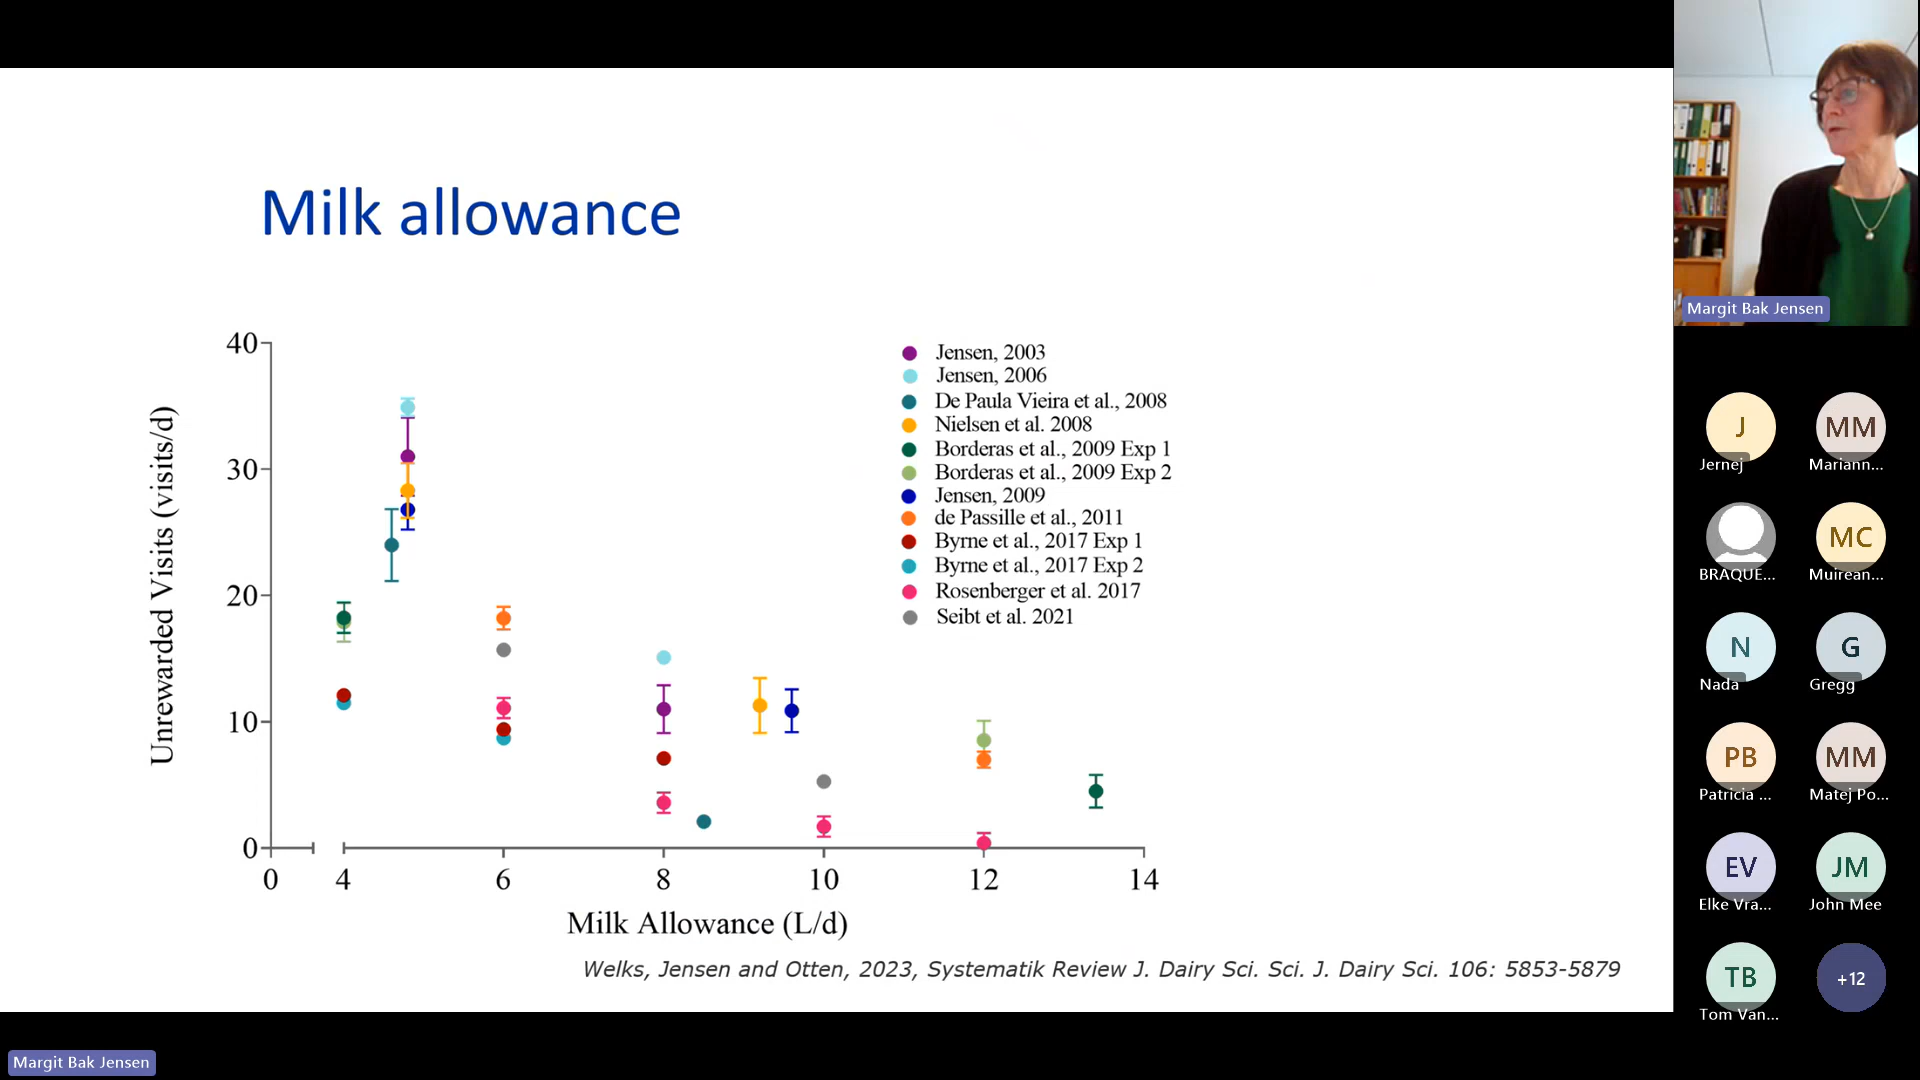 Milk allowance
40
30
20
10
0
Unrewarded Visits (visits/d)
0 4 6 8 10 12 14
Milk Allowance (L/d)
Jensen, 2003
Jensen, 2006
De Paula Vieira et al., 2008
Nielsen et al. 2008
Borderas et al., 2009 Exp 1
Borderas et al., 2009 Exp 2
Jensen, 2009
de Passille et al., 2011
Byrne et al., 2017 Exp 1
Byrne et al., 2017 Exp 2
Rosenberger et al. 2017
Seibt et al. 2021
Welks, Jensen and Otten, 2023, Systematik Review J. Dairy Sci. Sci. J. Dairy Sci. 106: 5853-5879
Margit Bak Jensen
J MM
Jernej Mariann...
MC
BRAQUE... Muirean...
N G
Nada Gregg
PB MM
Patricia ... Matej Po...
EV JM
Elke Vra... John Mee
TB +12
Tom Van...
Margit Bak Jensen